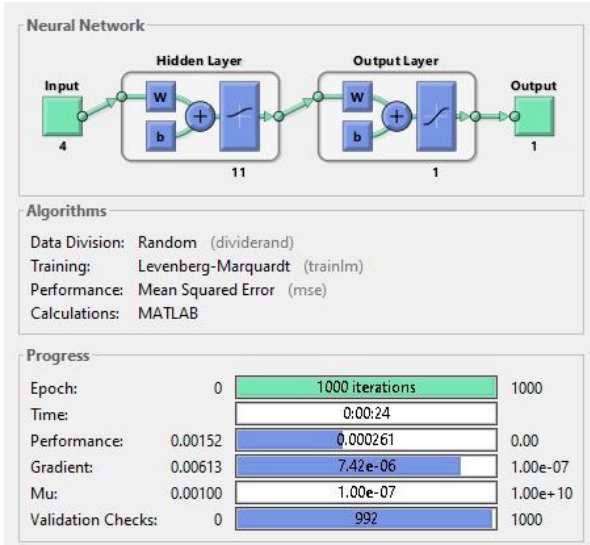 Neural Network
Hidden Layer
Output Layer
Input
Output
W
b
+
W
b
+
4
11
1
1
Algorithms
Data Division: Random (dividerand)
Training: Levenberg-Marquardt (trainlm)
Performance: Mean Squared Error (mse)
Calculations: MATLAB
Progress
Epoch: 0 1000 iterations 1000
Time: 0:00:24
Performance: 0.00152 0.000261 0.00
Gradient: 0.00613 7.42e-06 1.00e-07
Mu: 0.00100 1.00e-07 1.00e+10
Validation Checks: 0 992 1000